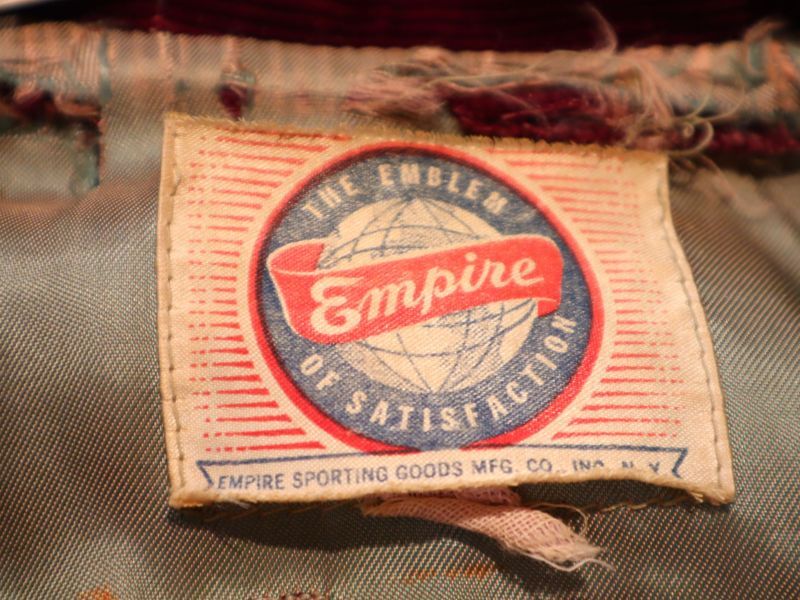 THE EMBLEM
Empire
OF SATISFACTION
EMPIRE SPORTING GOODS MFG. CO., INC. N. Y.